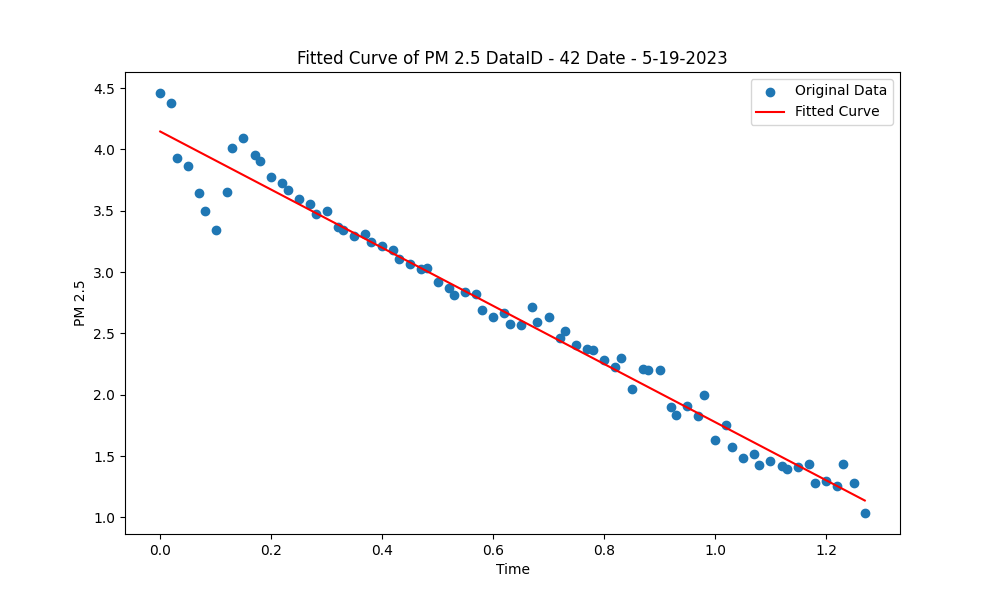 Fitted Curve of PM 2.5 DataID - 42 Date - 5-19-2023
Original Data
Fitted Curve
PM 2.5
4.5
4.0
3.5
3.0
2.5
2.0
1.5
1.0
0.0 0.2 0.4 0.6 0.8 1.0 1.2
Time